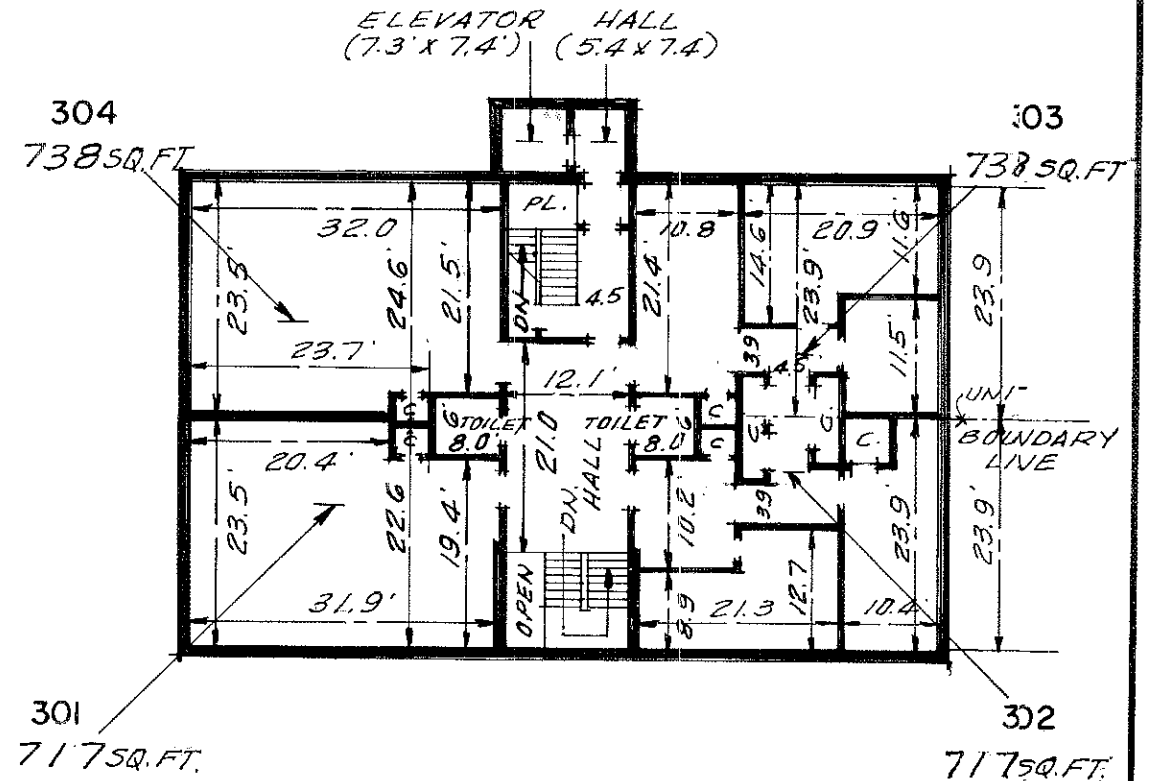 ELEVATOR HALL
(7.3' X 7.4') (5.4 x 7.4)
304
738 SQ.FT
303
738 SQ.FT
PL.
32.0
10.8
20.9'
23.5'
24.6'
21.5'
DN
4.5
21.4'
14.6'
23.9'
11.6'
23.9
23.7'
12.1'
3.9
4.5'
11.5'
C
C
TOILET
8.0'
21.0
TOILET
8.0
C
C
C
C
C.
UNIT
BOUNDARY
LINE
20.4'
23.5'
22.6
19.4'
DN.
HALL
10.2
3.9
23.9'
23.9'
31.9'
OPEN
8.9
21.3
12.7
10.4'
301
717 SQ.FT.
302
717 SQ.FT.